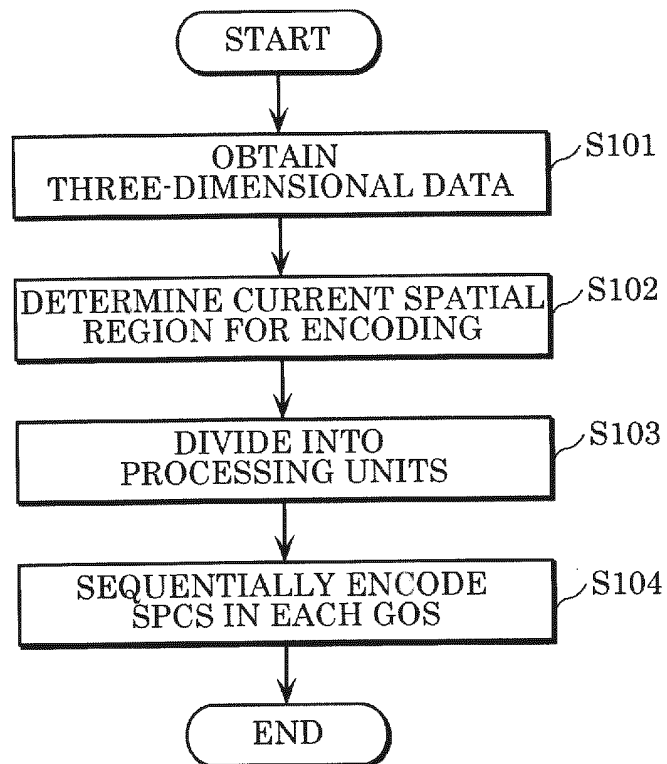 START
OBTAIN
THREE-DIMENSIONAL DATA
S101
DETERMINE CURRENT SPATIAL
REGION FOR ENCODING
S102
DIVIDE INTO
PROCESSING UNITS
S103
SEQUENTIALLY ENCODE
SPCS IN EACH GOS
S104
END